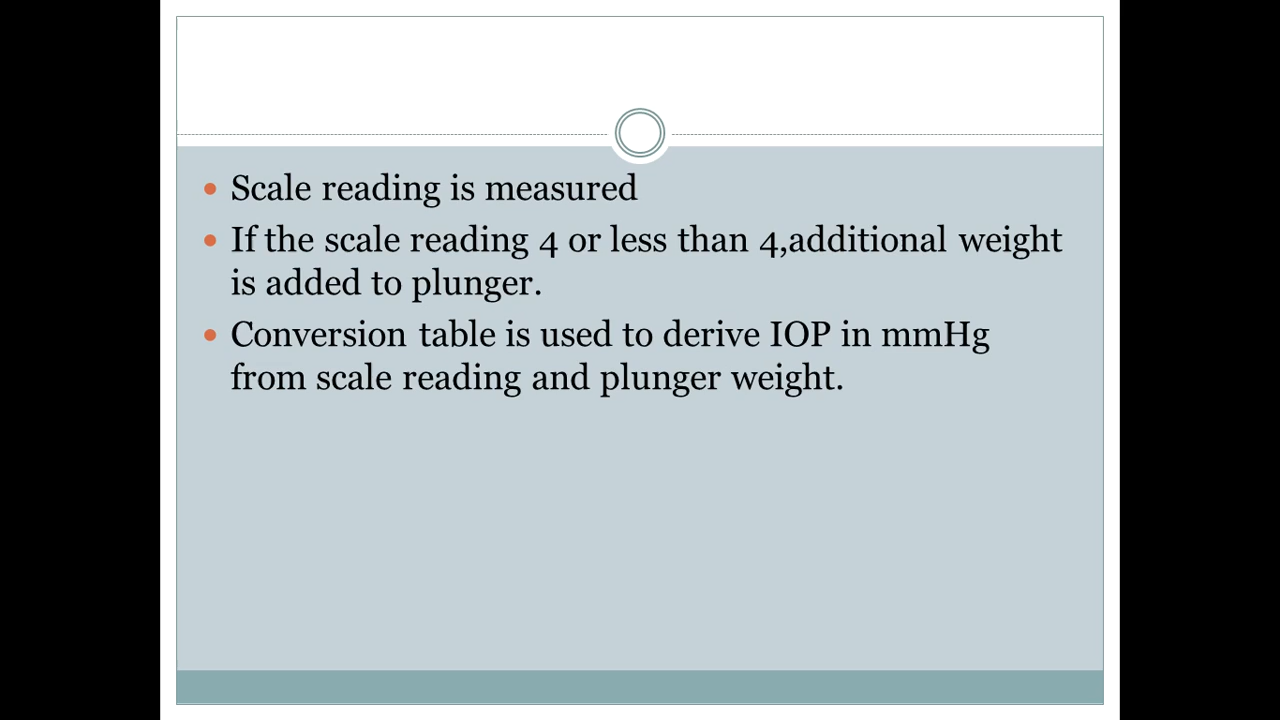 Scale reading is measured
If the scale reading 4 or less than 4,additional weight
is added to plunger.
Conversion table is used to derive IOP in mmHg
from scale reading and plunger weight.